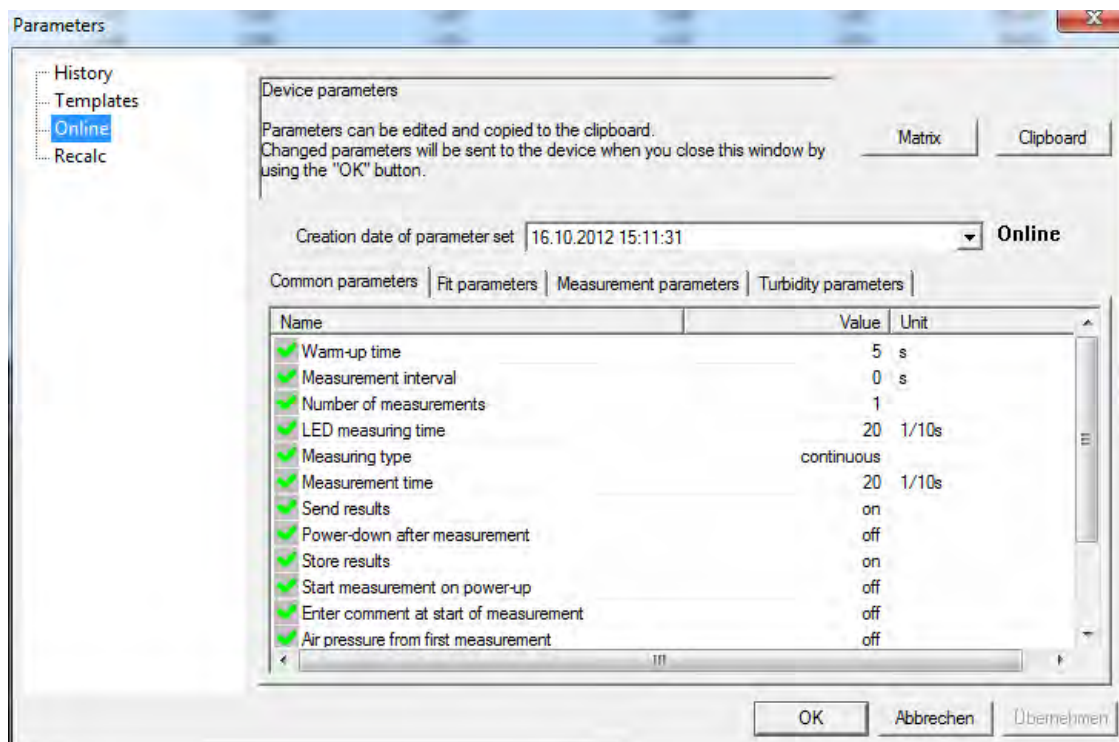 Parameters
History
Templates
Online
Recalc
Device parameters
Parameters can be edited and copied to the clipboard.
Changed parameters will be sent to the device when you close this window by
using the "OK" button.
Matrix
Clipboard
Creation date of parameter set 16.10.2012 15:11:31 Online
Common parameters Fit parameters Measurement parameters Turbidity parameters
Name Value Unit
Warm-up time 5 s
Measurement interval 0 s
Number of measurements 1
LED measuring time 20 1/10s
Measuring type continuous
Measurement time 20 1/10s
Send results on
Power-down after measurement off
Store results on
Start measurement on power-up off
Enter comment at start of measurement off
Air pressure from first measurement off
OK Abbrechen Übernehmen